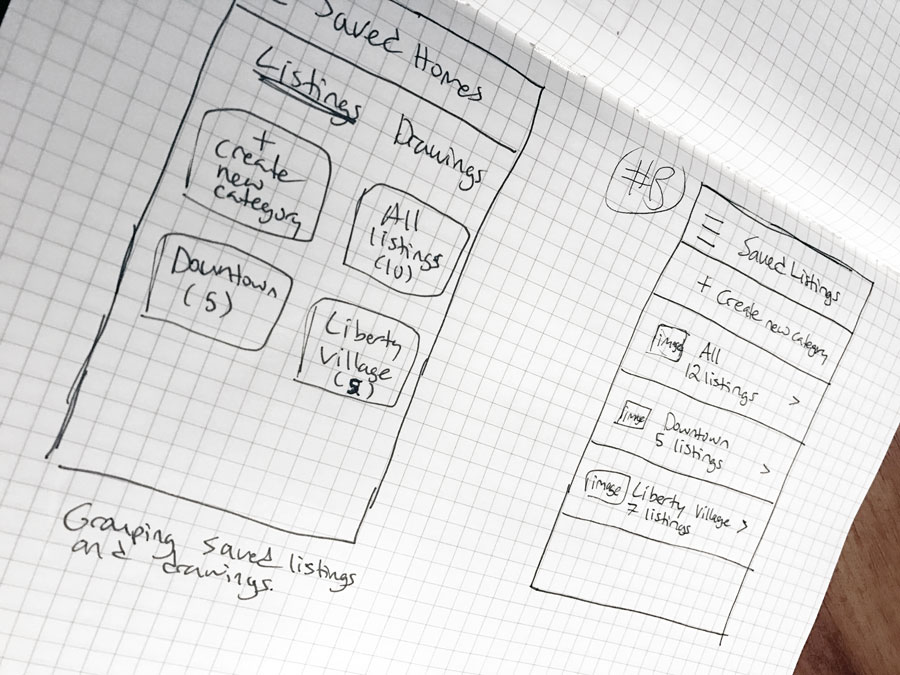 Saved Homes
Listings
Drawings
+
create
new
category
All
listings
(10)
Downtown
(5)
Liberty
Village
(5)
Grouping saved listings
and drawings.
#B
Saved Listings
+ Create new category
image
All
12 listings
>
image
Downtown
5 listings
>
image
Liberty Village >
7 listings